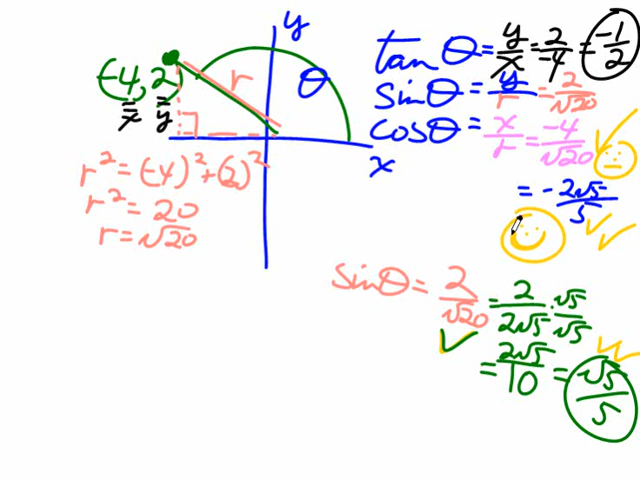 y
tanθ = y/x = 2/-4 = -1/2
(-4, 2)
x y
r
θ
sinθ = y/r = 2/√20
cosθ = x/r = -4/√20
x
= -2√5/5
r² = (-4)² + (2)²
r² = 20
r = √20
sinθ = 2/√20 = 2/2√5 · √5/√5
= 2√5/10 = √5/5